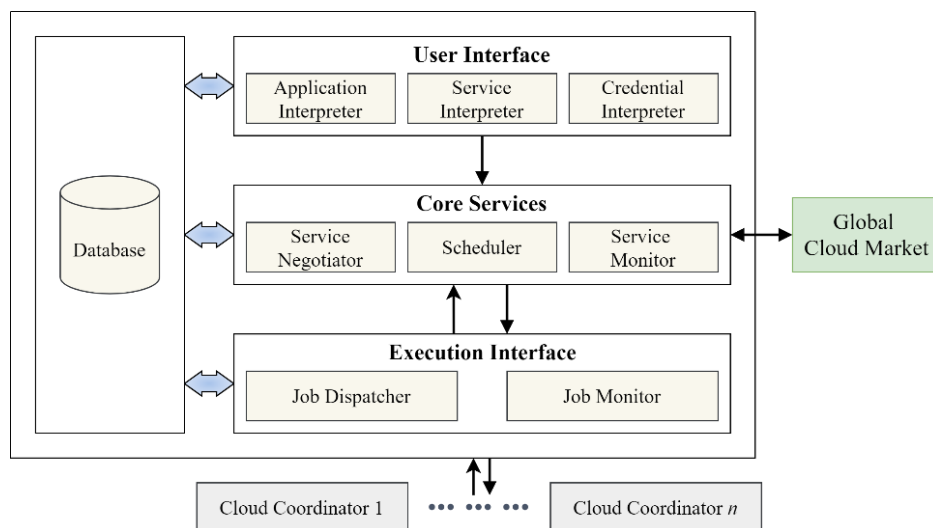 User Interface
Application
Interpreter
Service
Interpreter
Credential
Interpreter
Database
Core Services
Service
Negotiator
Scheduler
Service
Monitor
Global
Cloud Market
Execution Interface
Job Dispatcher
Job Monitor
Cloud Coordinator 1
... ... ...
Cloud Coordinator n